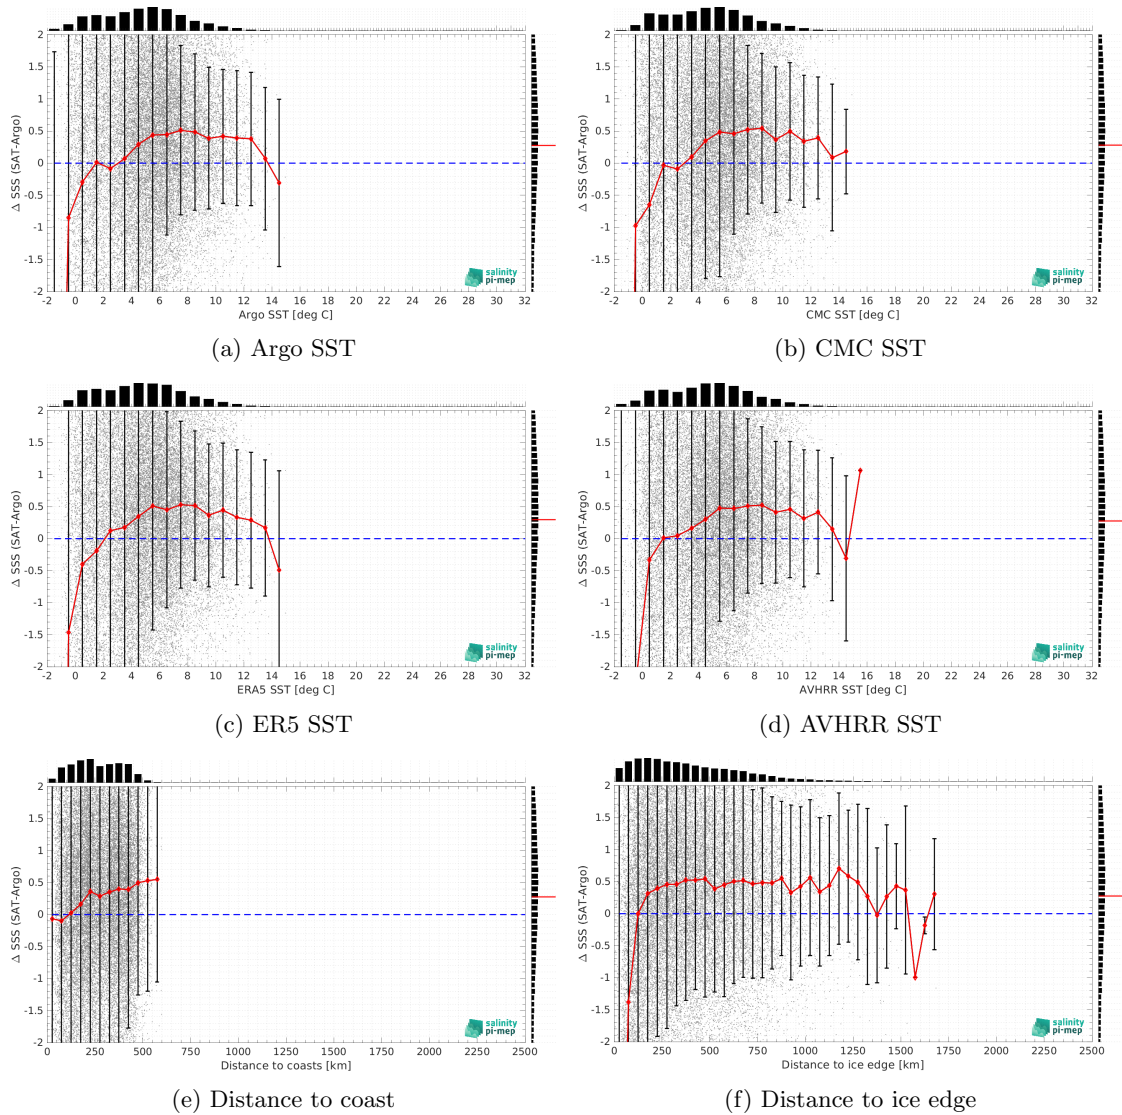 2
1.5
1
0.5
0
-0.5
-1
-1.5
-2
Δ SSS (SAT-Argo)
-2 0 2 4 6 8 10 12 14 16 18 20 22 24 26 28 30 32
Argo SST [deg C]
salinity
pi-mep
(a) Argo SST
2
1.5
1
0.5
0
-0.5
-1
-1.5
-2
Δ SSS (SAT-Argo)
-2 0 2 4 6 8 10 12 14 16 18 20 22 24 26 28 30 32
CMC SST [deg C]
salinity
pi-mep
(b) CMC SST
2
1.5
1
0.5
0
-0.5
-1
-1.5
-2
Δ SSS (SAT-Argo)
-2 0 2 4 6 8 10 12 14 16 18 20 22 24 26 28 30 32
ERA5 SST [deg C]
salinity
pi-mep
(c) ER5 SST
2
1.5
1
0.5
0
-0.5
-1
-1.5
-2
Δ SSS (SAT-Argo)
-2 0 2 4 6 8 10 12 14 16 18 20 22 24 26 28 30 32
AVHRR SST [deg C]
salinity
pi-mep
(d) AVHRR SST
2
1.5
1
0.5
0
-0.5
-1
-1.5
-2
Δ SSS (SAT-Argo)
0 250 500 750 1000 1250 1500 1750 2000 2250 2500
Distance to coasts [km]
salinity
pi-mep
(e) Distance to coast
2
1.5
1
0.5
0
-0.5
-1
-1.5
-2
Δ SSS (SAT-Argo)
0 250 500 750 1000 1250 1500 1750 2000 2250 2500
Distance to ice edge [km]
salinity
pi-mep
(f) Distance to ice edge